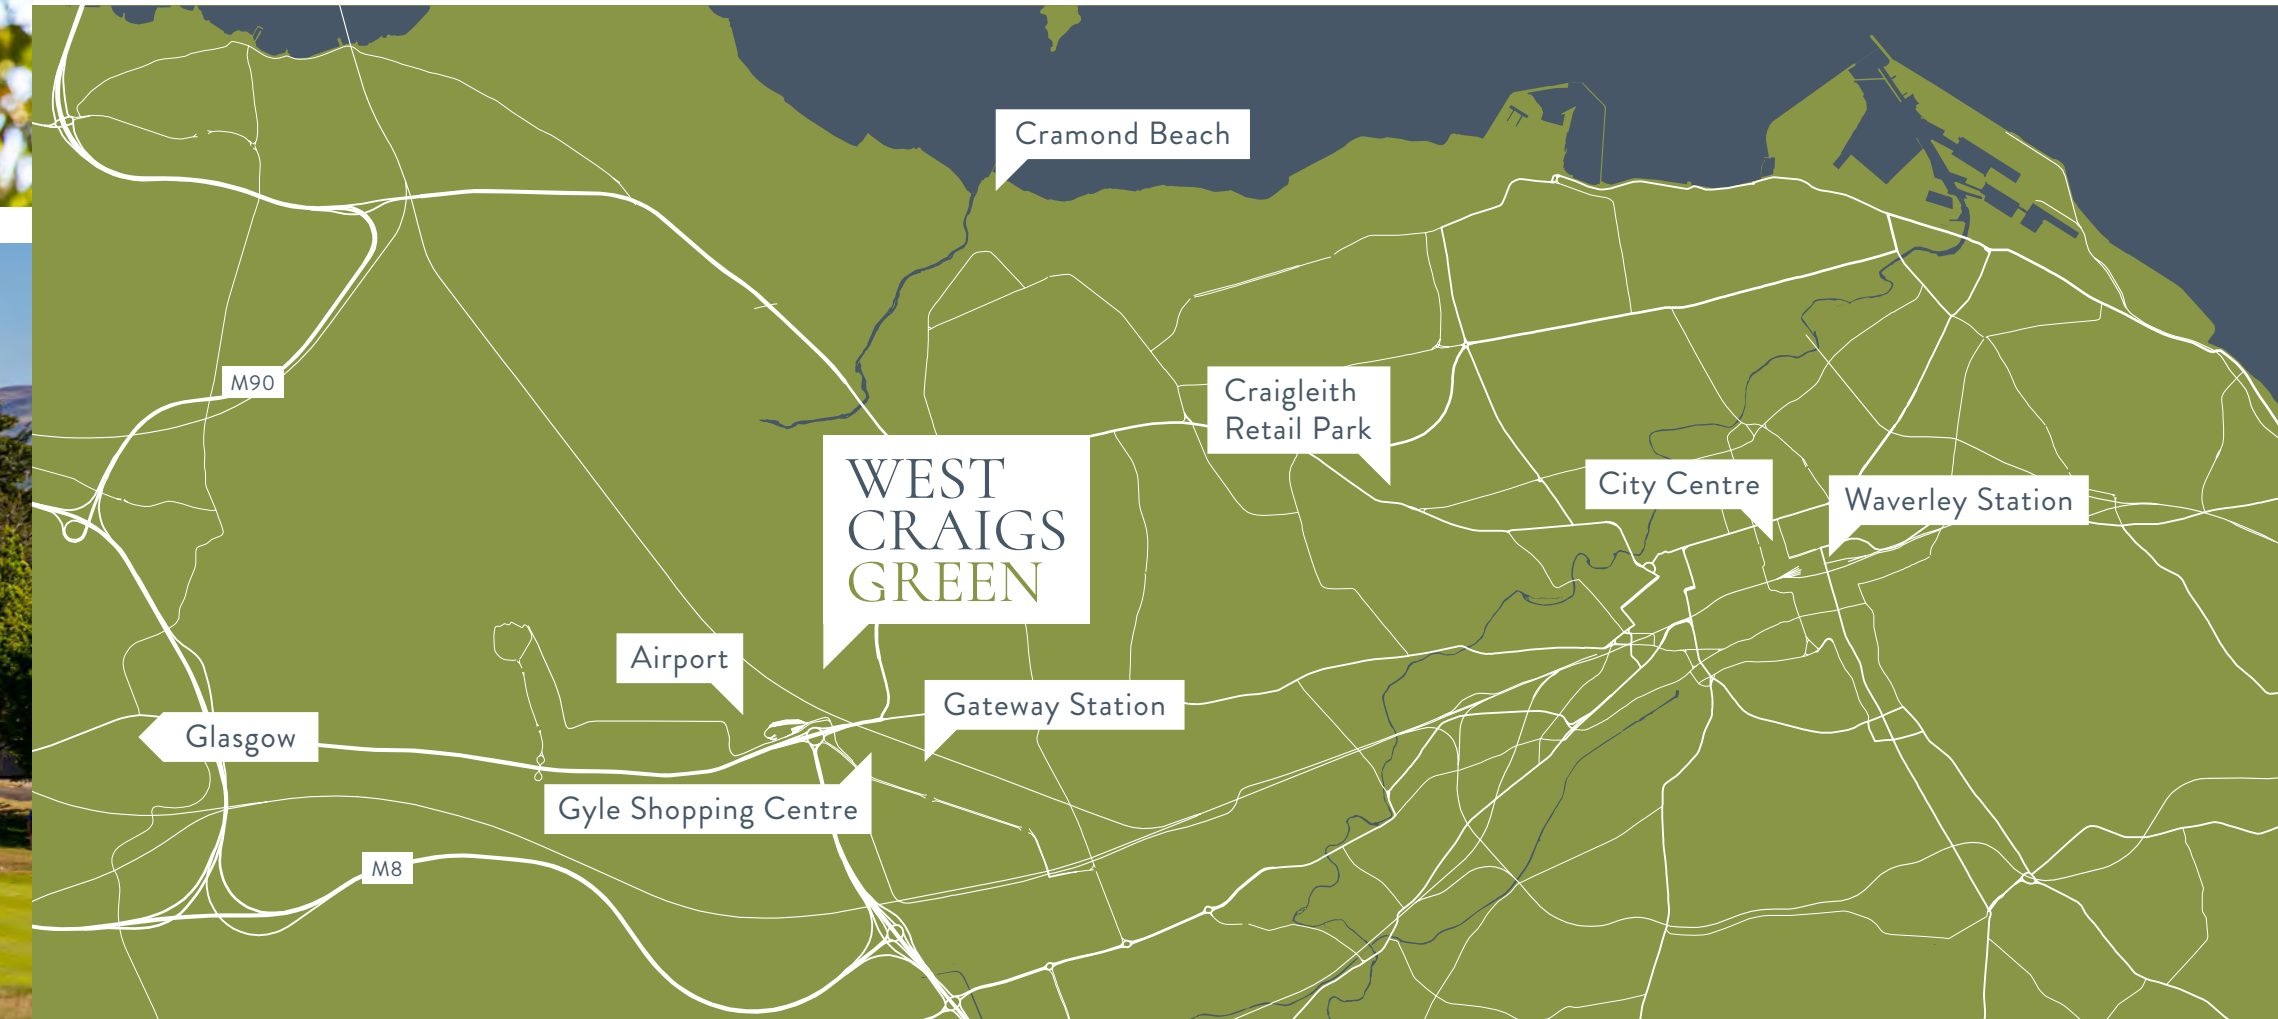 Cramond Beach
M90
Craigleith
Retail Park
WEST
CRAIGS
GREEN
City Centre
Waverley Station
Airport
Gateway Station
Glasgow
Gyle Shopping Centre
M8